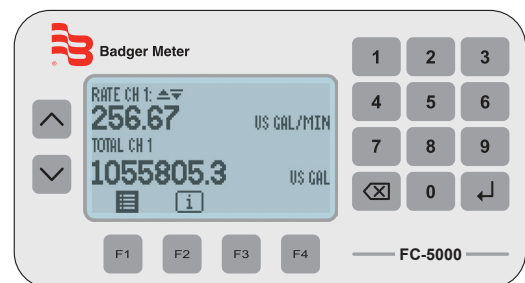 Badger Meter
®
RATE CH 1:
256.67 US GAL/MIN
TOTAL CH 1
1055805.3 US GAL
i
1 2 3
4 5 6
7 8 9
0
F1 F2 F3 F4
FC-5000